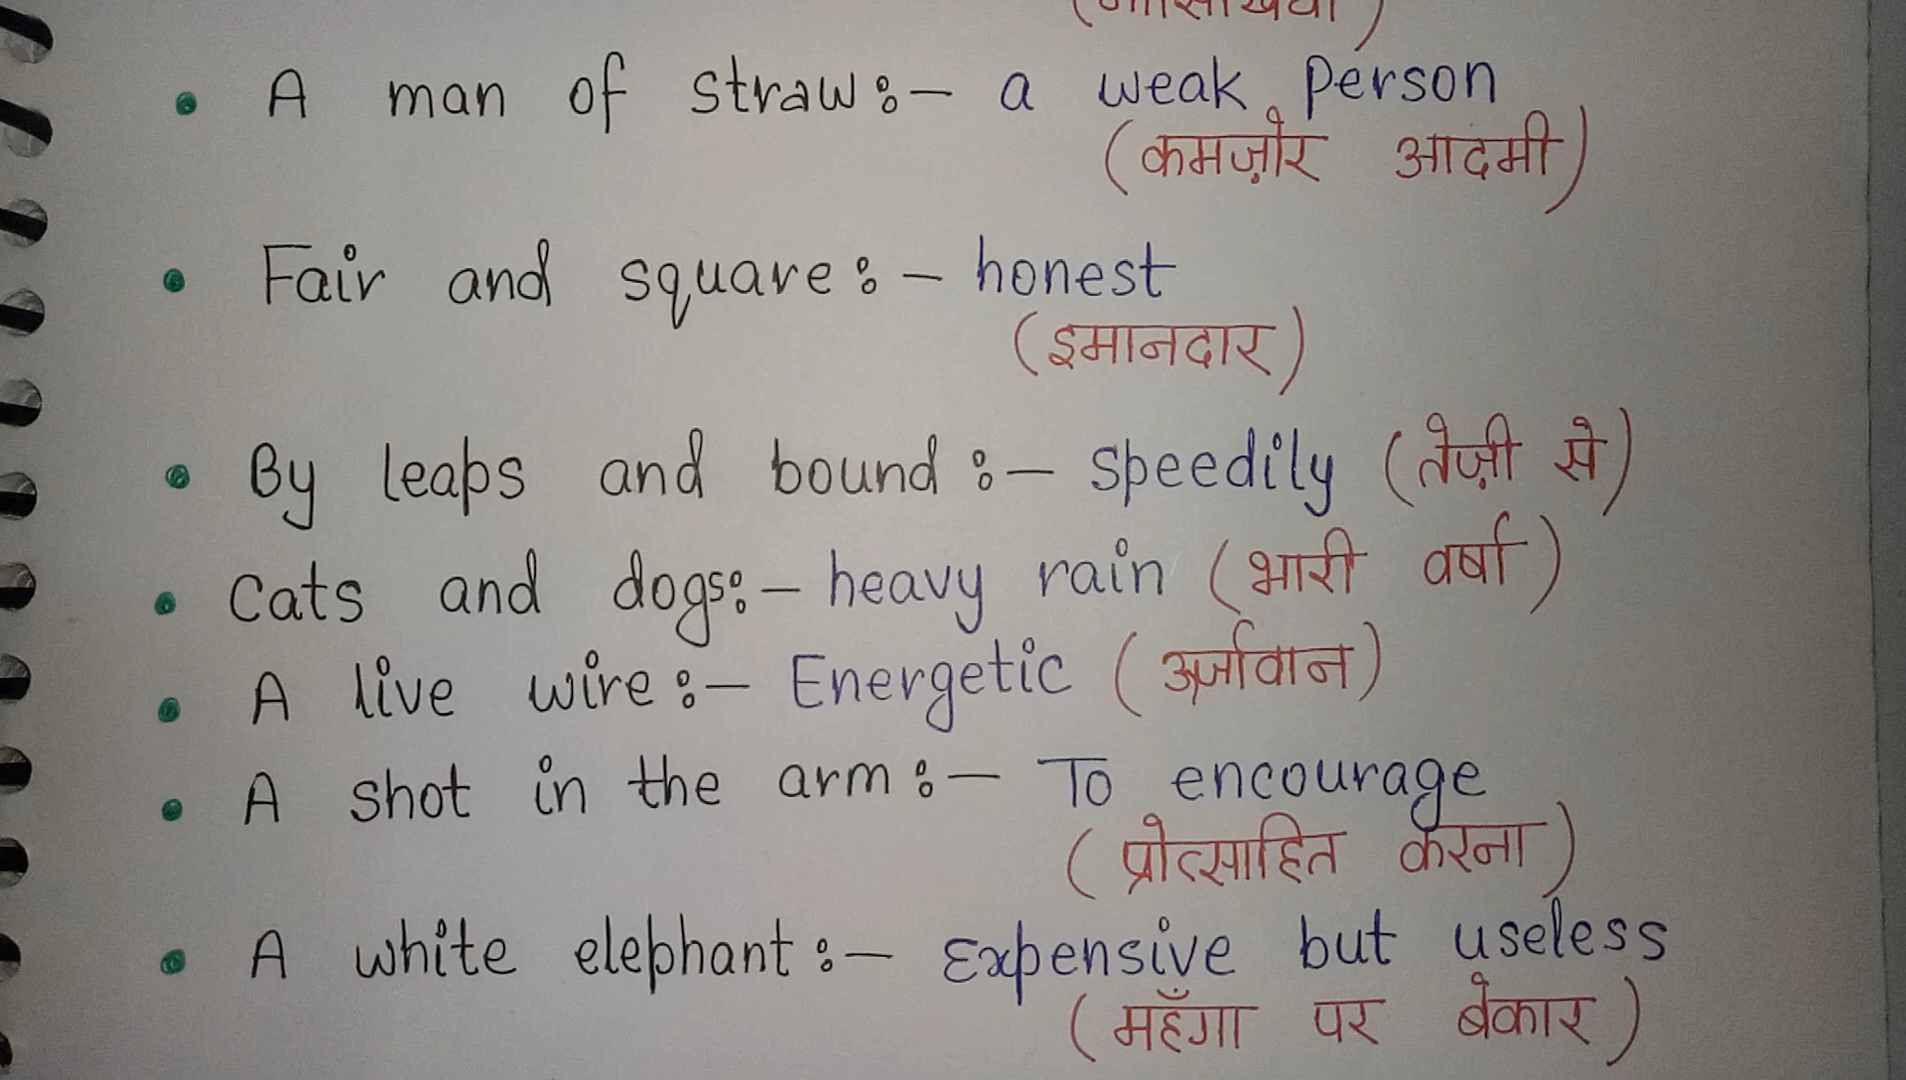 • A man of straw:- a weak person
(कमज़ोर आदमी)
• Fair and square:- honest
(इमानदार)
• By leaps and bound:- speedily (तेज़ी से)
• Cats and dogs:- heavy rain (भारी वर्षा)
• A live wire:- Energetic (ऊर्जावान)
• A shot in the arm:- To encourage
(प्रोत्साहित करना)
• A white elephant:- Expensive but useless
(महँगा पर बेकार)